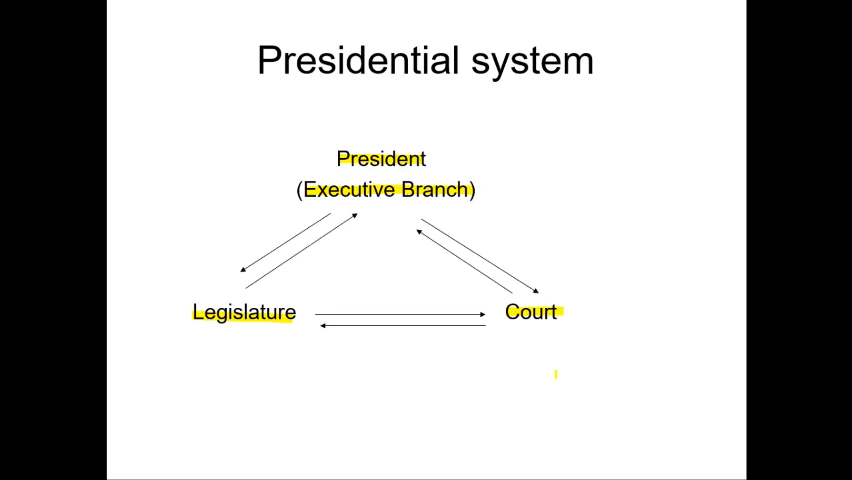 Presidential system
President
(Executive Branch)
Legislature
Court